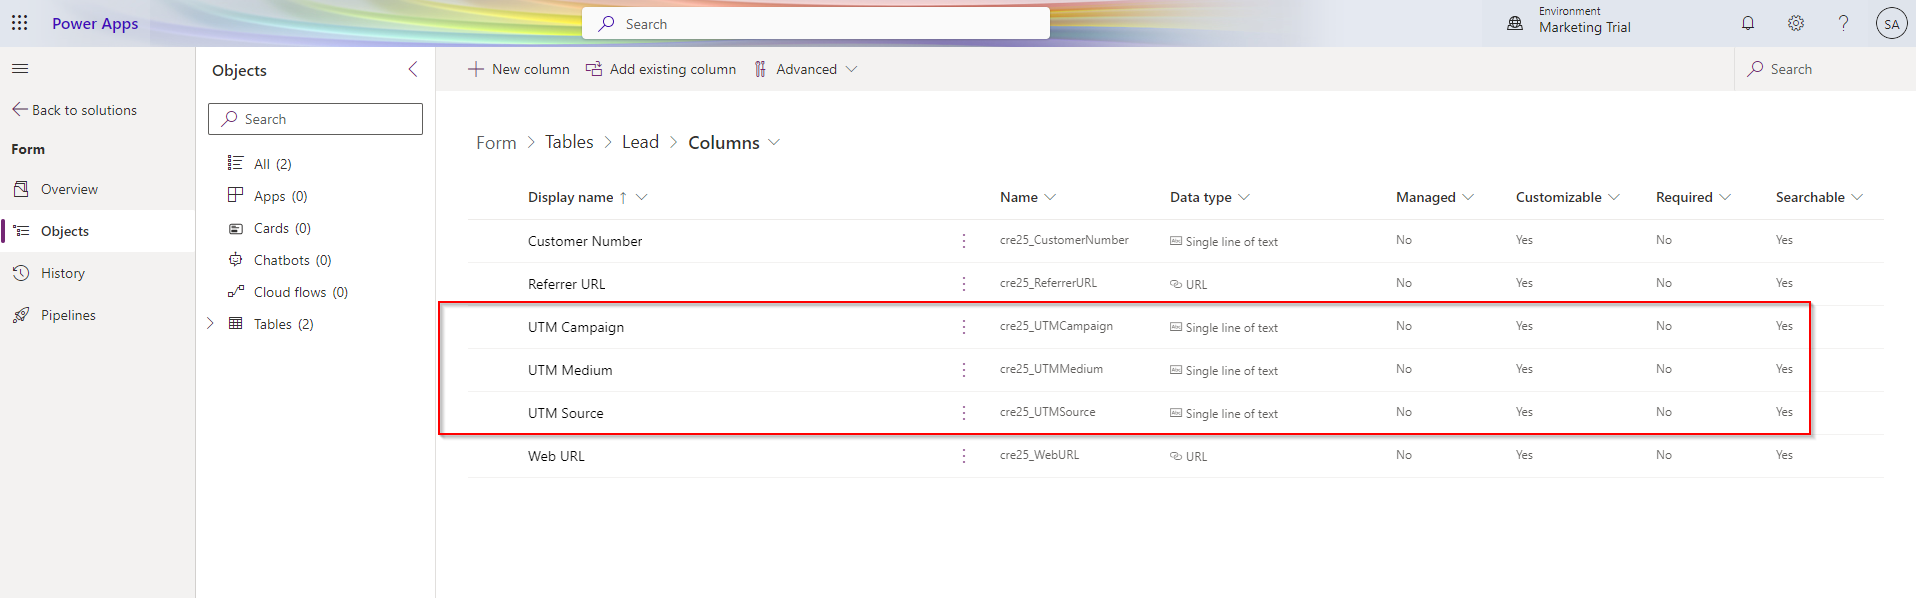 Power Apps
Search
Environment
Marketing Trial
?
SA
Back to solutions
Form
Overview
Objects
History
Pipelines
Objects
Search
All (2)
Apps (0)
Cards (0)
Chatbots (0)
Cloud flows (0)
Tables (2)
New column Add existing column Advanced
Search
Form > Tables > Lead > Columns
Display name ↑ Name Data type Managed Customizable Required Searchable
Customer Number cre25_CustomerNumber Abc Single line of text No Yes No Yes
Referrer URL cre25_ReferrerURL URL No Yes No Yes
UTM Campaign cre25_UTMCampaign Abc Single line of text No Yes No Yes
UTM Medium cre25_UTMMedium Abc Single line of text No Yes No Yes
UTM Source cre25_UTMSource Abc Single line of text No Yes No Yes
Web URL cre25_WebURL URL No Yes No Yes